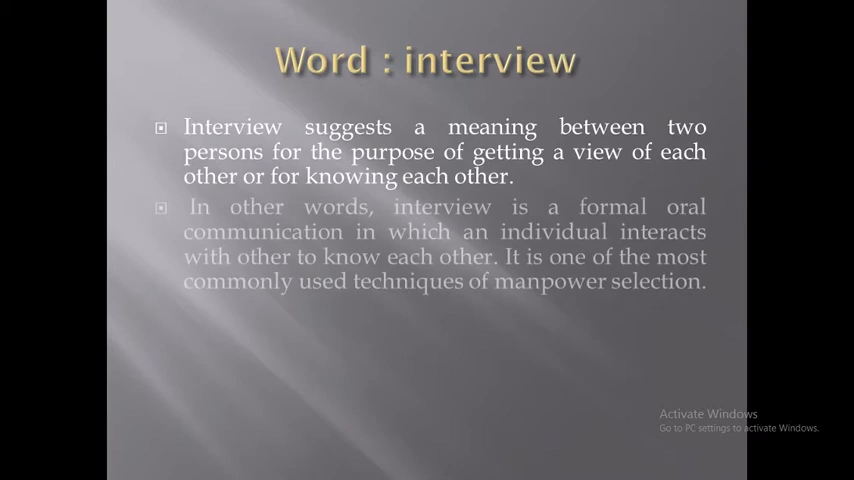 Word : interview
Interview suggests a meaning between two
persons for the purpose of getting a view of each
other or for knowing each other.
In other words, interview is a formal oral
communication in which an individual interacts
with other to know each other. It is one of the most
commonly used techniques of manpower selection.
Activate Windows
Go to PC settings to activate Windows.